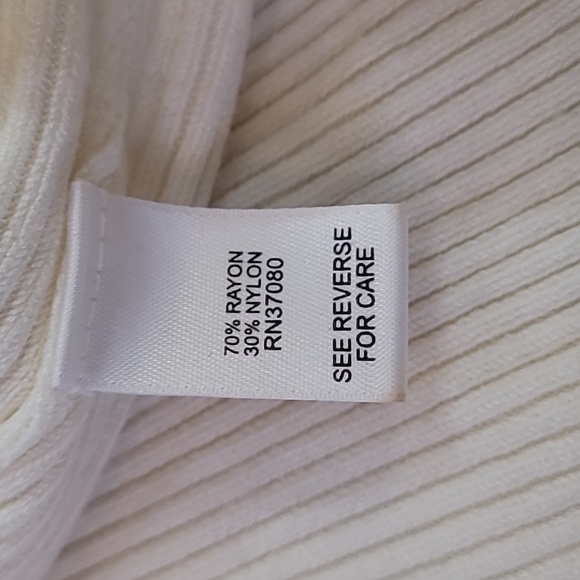 70% RAYON
30% NYLON
RN37080
SEE REVERSE
FOR CARE